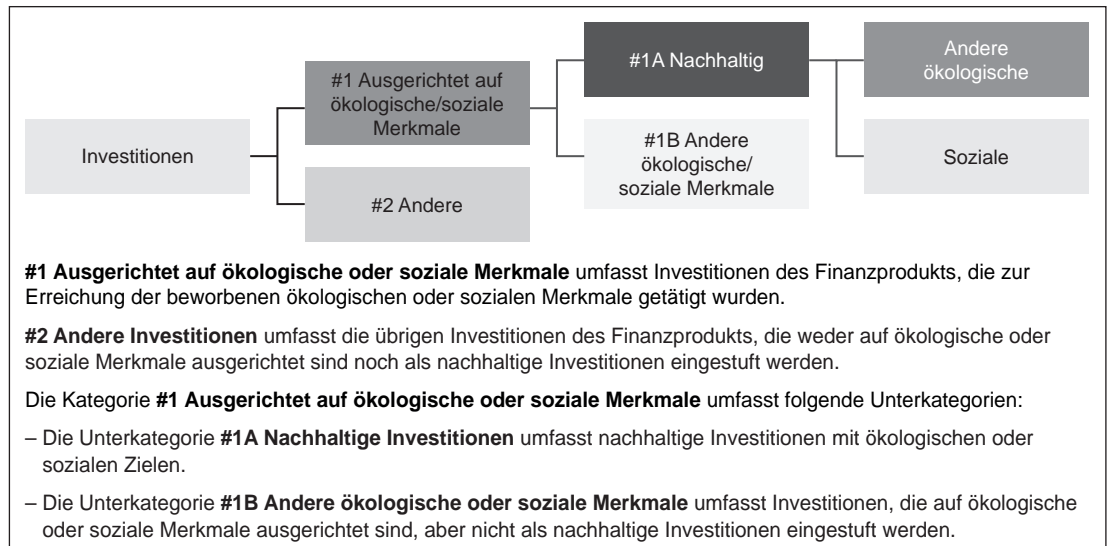 Investitionen
#1 Ausgerichtet auf
ökologische/soziale
Merkmale
#2 Andere
#1A Nachhaltig
#1B Andere
ökologische/
soziale Merkmale
Andere
ökologische
Soziale
#1 Ausgerichtet auf ökologische oder soziale Merkmale umfasst Investitionen des Finanzprodukts, die zur
Erreichung der beworbenen ökologischen oder sozialen Merkmale getätigt wurden.
#2 Andere Investitionen umfasst die übrigen Investitionen des Finanzprodukts, die weder auf ökologische oder
soziale Merkmale ausgerichtet sind noch als nachhaltige Investitionen eingestuft werden.
Die Kategorie #1 Ausgerichtet auf ökologische oder soziale Merkmale umfasst folgende Unterkategorien:
– Die Unterkategorie #1A Nachhaltige Investitionen umfasst nachhaltige Investitionen mit ökologischen oder
sozialen Zielen.
– Die Unterkategorie #1B Andere ökologische oder soziale Merkmale umfasst Investitionen, die auf ökologische
oder soziale Merkmale ausgerichtet sind, aber nicht als nachhaltige Investitionen eingestuft werden.